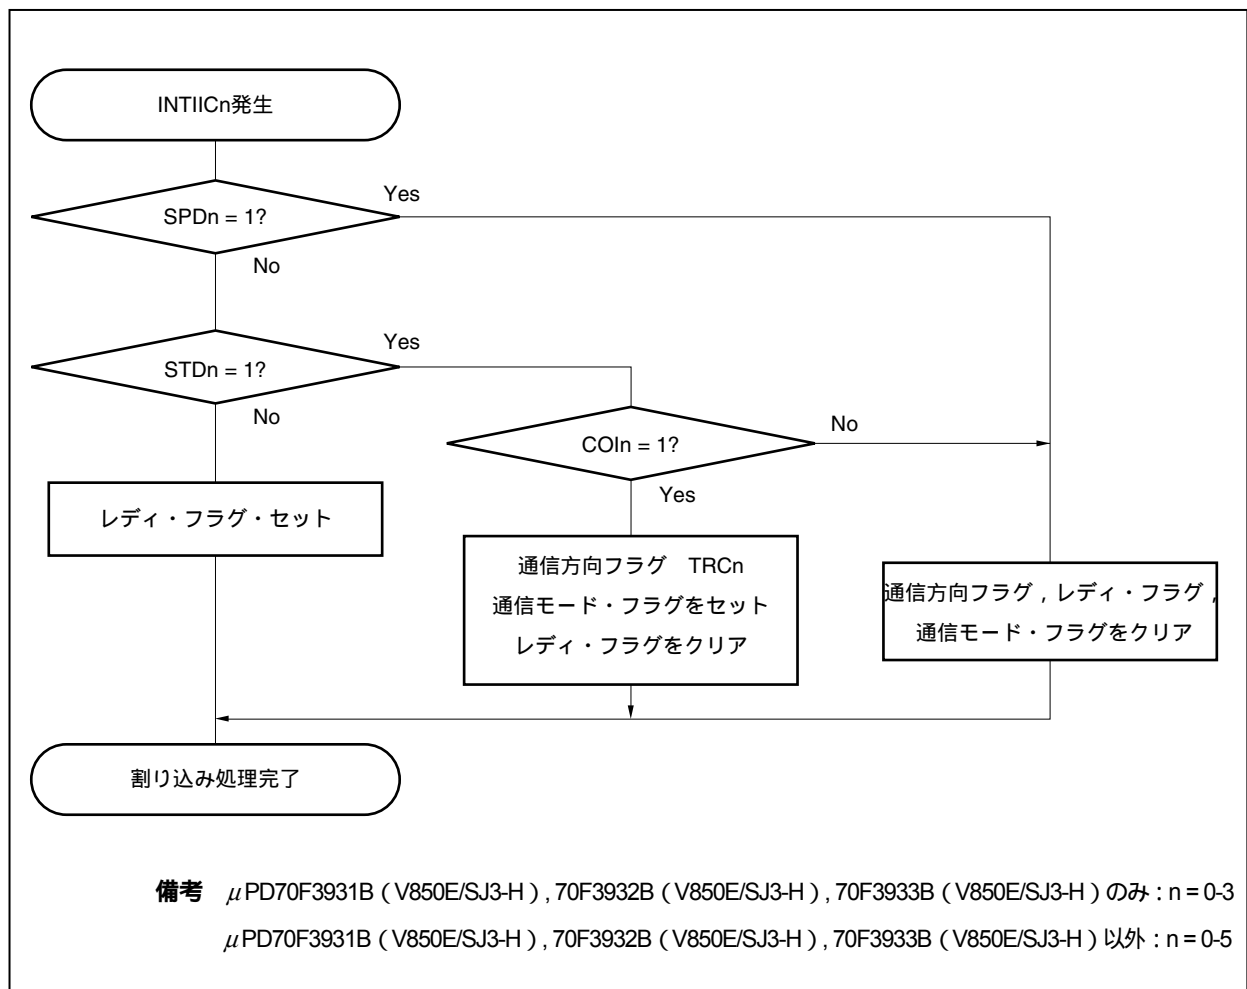 INTIICn発生
SPDn = 1?
Yes
No
STDn = 1?
Yes
No
COIn = 1?
No
Yes
レディ・フラグ・セット
通信方向フラグ　TRCn
通信モード・フラグをセット
レディ・フラグをクリア
通信方向フラグ，レディ・フラグ，
通信モード・フラグをクリア
割り込み処理完了
備考　μPD70F3931B（V850E/SJ3-H）, 70F3932B（V850E/SJ3-H）, 70F3933B（V850E/SJ3-H）のみ：n = 0-3
μPD70F3931B（V850E/SJ3-H）, 70F3932B（V850E/SJ3-H）, 70F3933B（V850E/SJ3-H）以外：n = 0-5